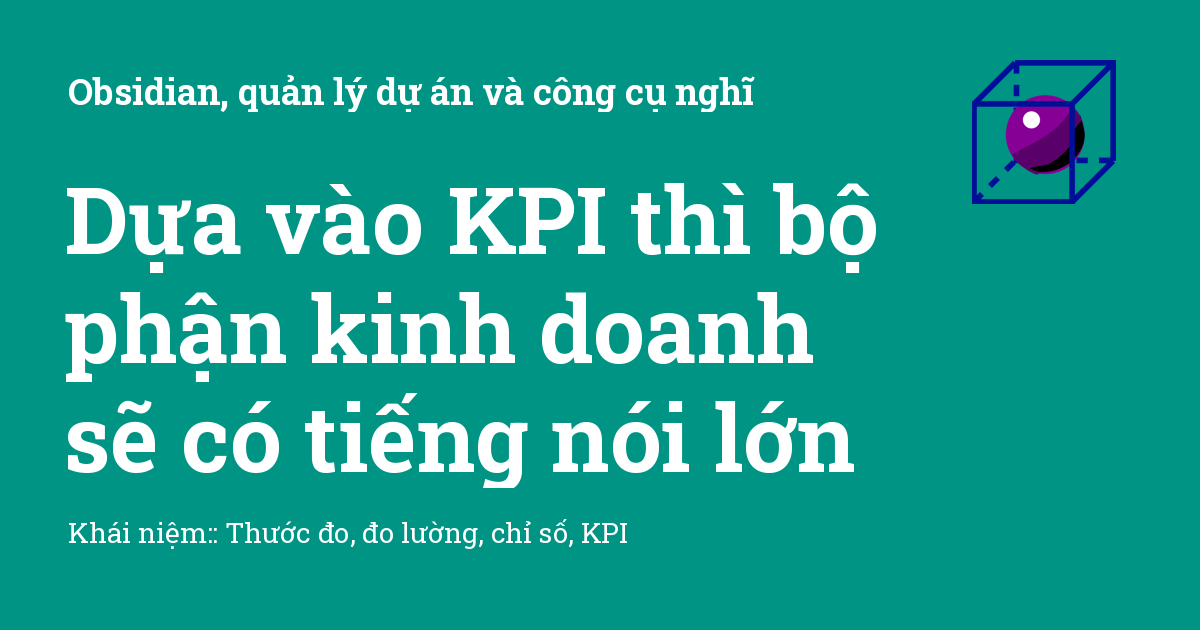 Obsidian, quản lý dự án và công cụ nghĩ
Dựa vào KPI thì bộ
phận kinh doanh
sẽ có tiếng nói lớn
Khái niệm:: Thước đo, đo lường, chỉ số, KPI